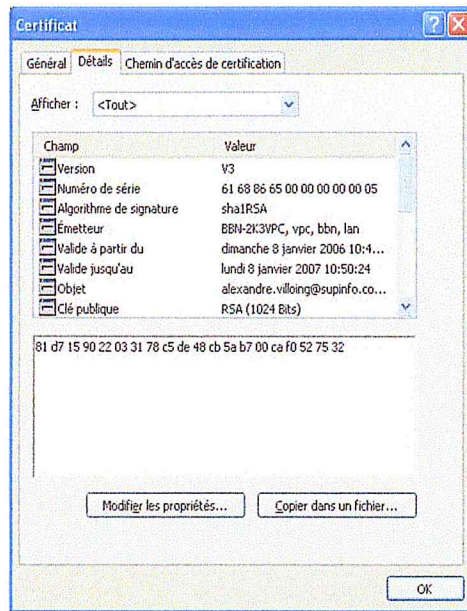 Certificat
Général Détails Chemin d'accès de certification
Afficher : <Tout>
Champ Valeur
Version V3
Numéro de série 61 68 86 65 00 00 00 00 00 05
Algorithme de signature sha1RSA
Émetteur BBN-2K3VPC, vpc, bbn, lan
Valide à partir du dimanche 8 janvier 2006 10:4...
Valide jusqu'au lundi 8 janvier 2007 10:50:24
Objet alexandre.villoing@supinfo.co...
Clé publique RSA (1024 Bits)
81 d7 15 90 22 03 31 78 c5 de 48 cb 5a b7 00 ca f0 52 75 32
Modifier les propriétés... Copier dans un fichier...
OK